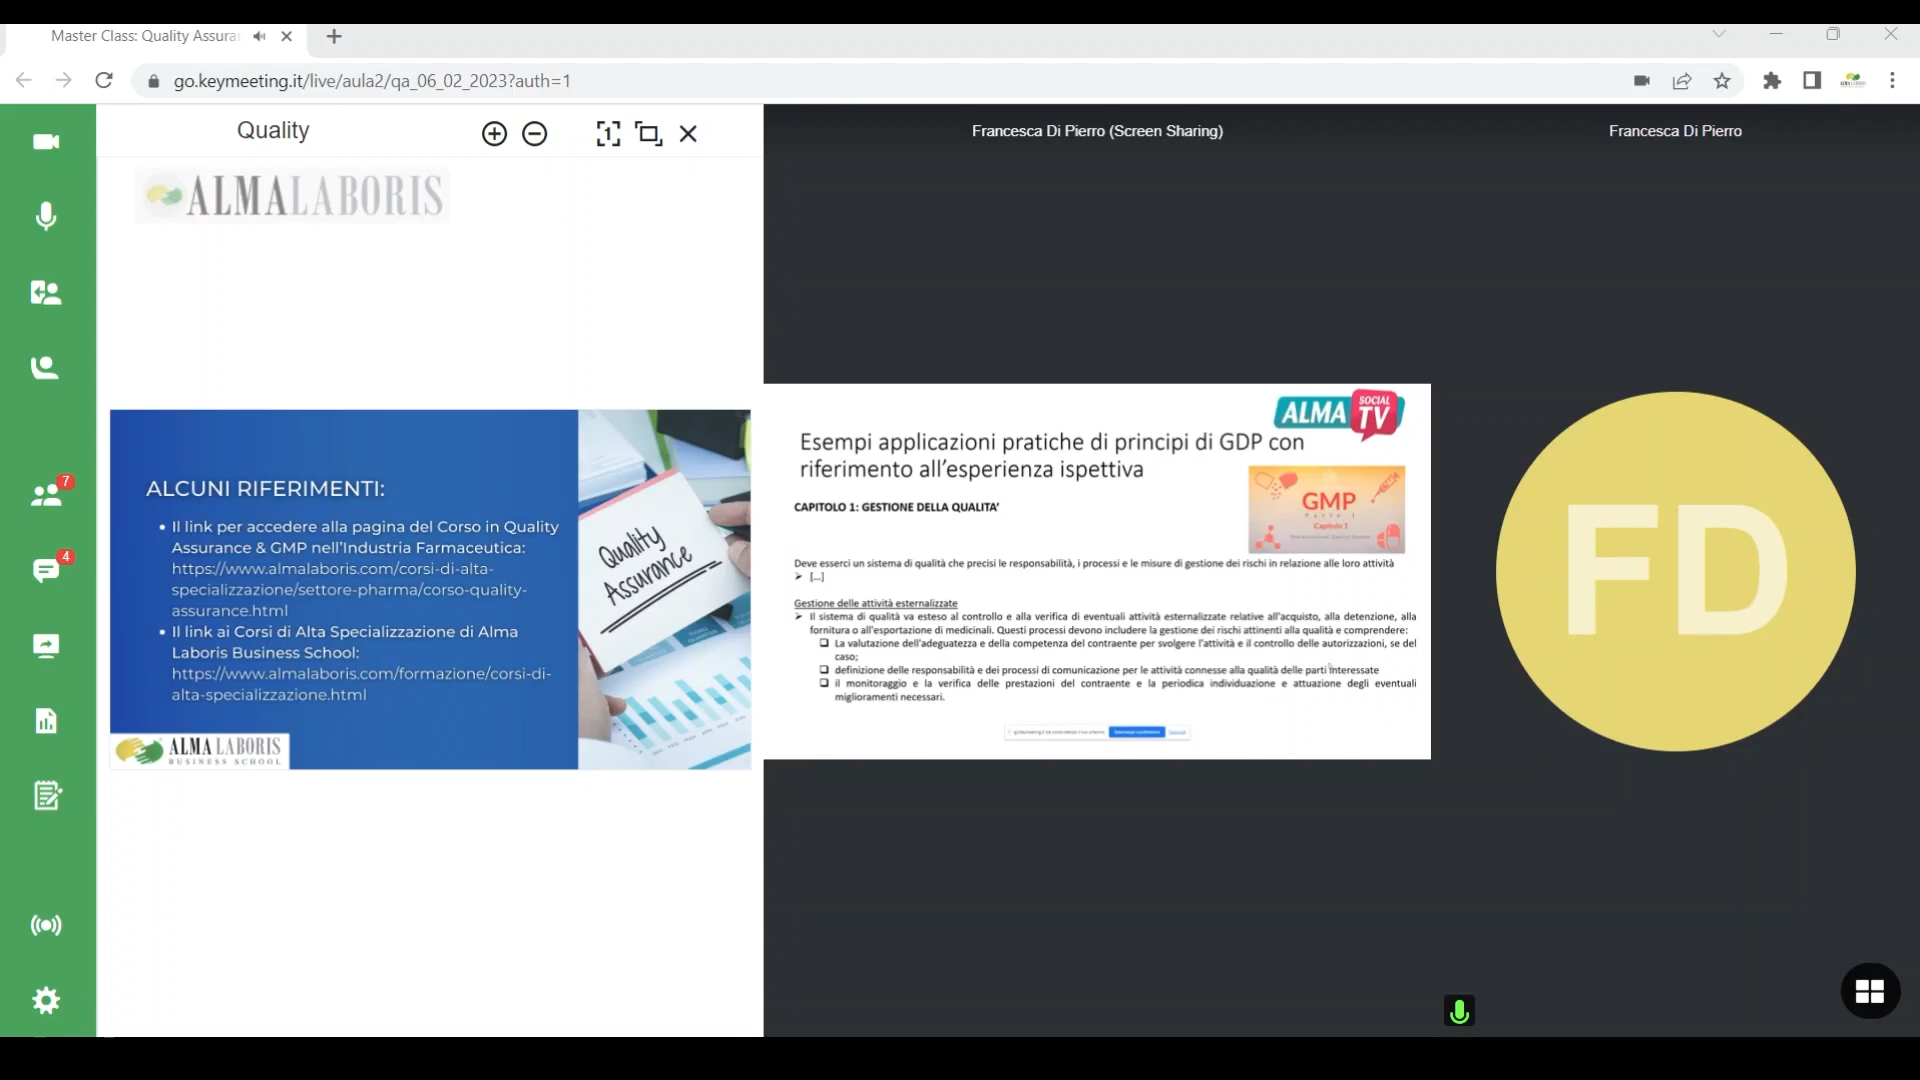 Master Class: Quality Assura
go.keymeeting.it/live/aula2/qa_06_02_2023?auth=1
Quality
Francesca Di Pierro (Screen Sharing)
Francesca Di Pierro
ALMALABORIS
7
4
ALCUNI RIFERIMENTI:
• Il link per accedere alla pagina del Corso in Quality
Assurance & GMP nell'Industria Farmaceutica:
https://www.almalaboris.com/corsi-di-alta-
specializzazione/settore-pharma/corso-quality-
assurance.html
• Il link ai Corsi di Alta Specializzazione di Alma
Laboris Business School:
https://www.almalaboris.com/formazione/corsi-di-
alta-specializzazione.html
ALMA LABORIS
BUSINESS SCHOOL
Quality
Assurance
ALMA SOCIAL TV
Esempi applicazioni pratiche di principi di GDP con
riferimento all'esperienza ispettiva
GMP
Parte I
Capitolo 1
CAPITOLO 1: GESTIONE DELLA QUALITA'
Deve esserci un sistema di qualità che precisi le responsabilità, i processi e le misure di gestione dei rischi in relazione alle loro attività
➢ [...]
Gestione delle attività esternalizzate
➢ Il sistema di qualità va esteso al controllo e alla verifica di eventuali attività esternalizzate relative all'acquisto, alla detenzione, alla
fornitura o all'esportazione di medicinali. Questi processi devono includere la gestione dei rischi attinenti alla qualità e comprendere:
❑ La valutazione dell'adeguatezza e della competenza del contraente per svolgere l'attività e il controllo delle autorizzazioni, se del
caso;
❑ definizione delle responsabilità e dei processi di comunicazione per le attività connesse alla qualità delle parti interessate
❑ il monitoraggio e la verifica delle prestazioni del contraente e la periodica individuazione e attuazione degli eventuali
miglioramenti necessari.
FD